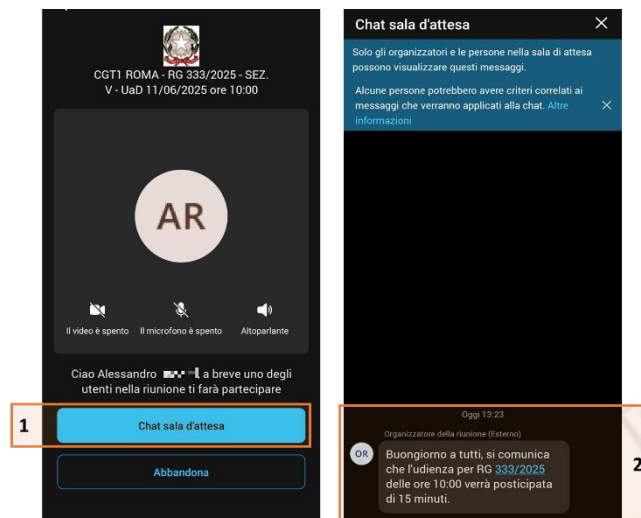 CGT1 ROMA - RG 333/2025 - SEZ.
V - UaD 11/06/2025 ore 10:00
AR
Il video è spento
Il microfono è spento
Altoparlante
Ciao Alessandro a breve uno degli
utenti nella riunione ti farà partecipare
1
Chat sala d'attesa
Abbandona
Chat sala d'attesa
Solo gli organizzatori e le persone nella sala di attesa
possono visualizzare questi messaggi.
Alcune persone potrebbero avere criteri correlati ai
messaggi che verranno applicati alla chat. Altre
informazioni
Oggi 13:23
Organizzatore della riunione (Esterno)
OR
Buongiorno a tutti, si comunica
che l'udienza per RG 333/2025
delle ore 10:00 verrà posticipata
di 15 minuti.
2